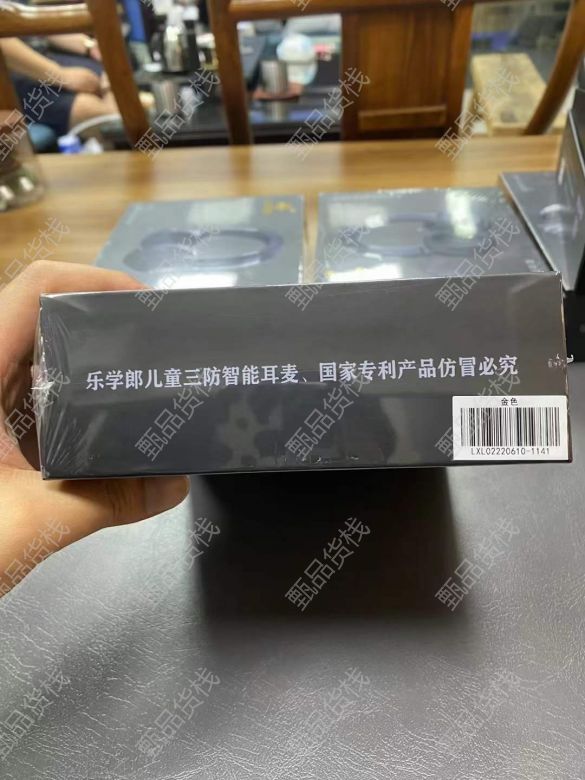 乐学郎儿童三防智能耳麦、国家专利产品仿冒必究
金色
LXL02220610-1141
甄品货栈